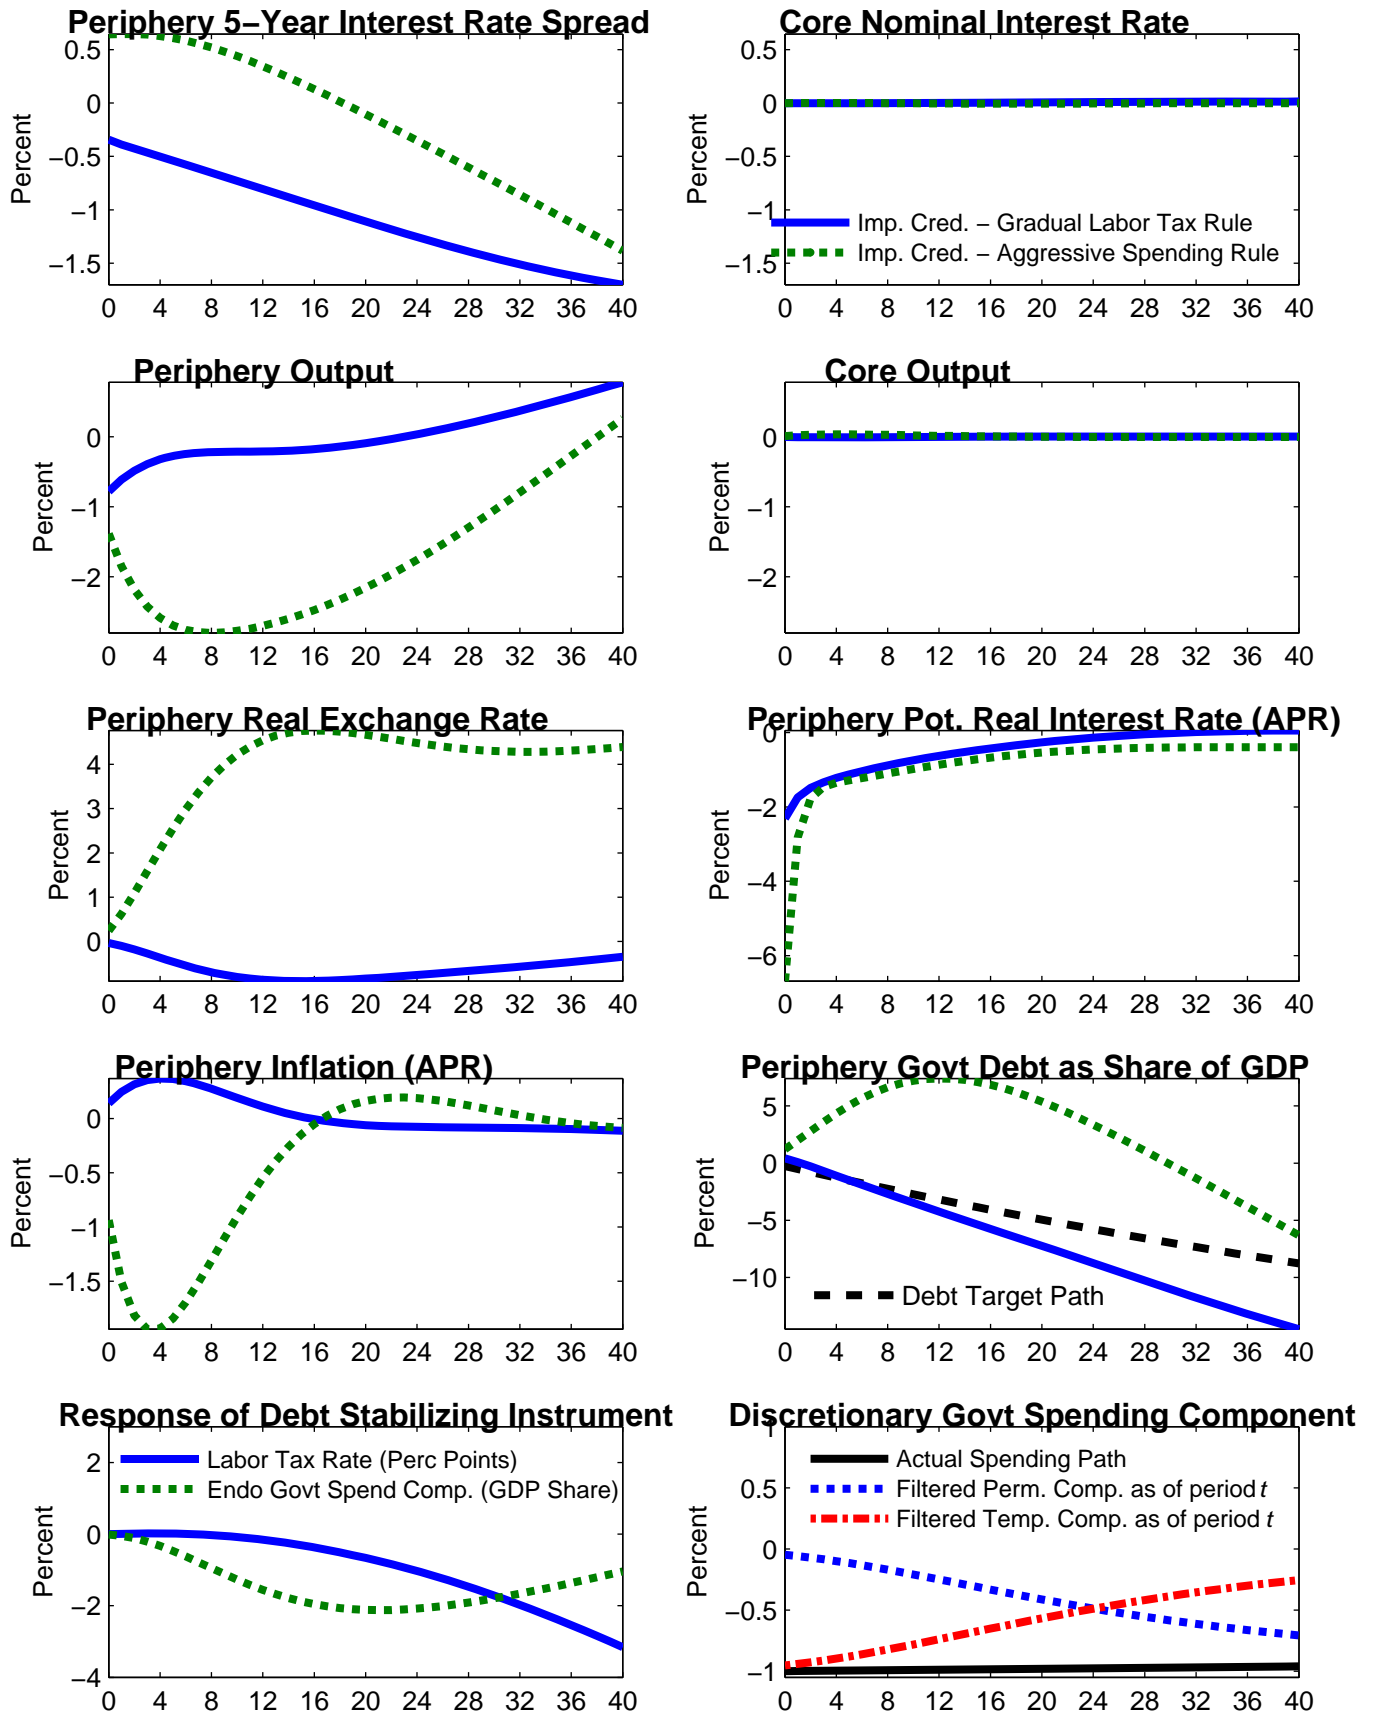 Periphery 5−Year Interest Rate Spread
Percent
0.5
0
−0.5
−1
−1.5
0 4 8 12 16 20 24 28 32 36 40
Core Nominal Interest Rate
Percent
0.5
0
−0.5
−1
−1.5
Imp. Cred. − Gradual Labor Tax Rule
Imp. Cred. − Aggressive Spending Rule
0 4 8 12 16 20 24 28 32 36 40
Periphery Output
Percent
0
−1
−2
0 4 8 12 16 20 24 28 32 36 40
Core Output
Percent
0
−1
−2
0 4 8 12 16 20 24 28 32 36 40
Periphery Real Exchange Rate
Percent
4
3
2
1
0
0 4 8 12 16 20 24 28 32 36 40
Periphery Pot. Real Interest Rate (APR)
Percent
0
−2
−4
−6
0 4 8 12 16 20 24 28 32 36 40
Periphery Inflation (APR)
Percent
0
−0.5
−1
−1.5
0 4 8 12 16 20 24 28 32 36 40
Periphery Govt Debt as Share of GDP
Percent
5
0
−5
−10
Debt Target Path
0 4 8 12 16 20 24 28 32 36 40
Response of Debt Stabilizing Instrument
Percent
2
0
−2
−4
Labor Tax Rate (Perc Points)
Endo Govt Spend Comp. (GDP Share)
0 4 8 12 16 20 24 28 32 36 40
Discretionary Govt Spending Component
Percent
1
0.5
0
−0.5
−1
Actual Spending Path
Filtered Perm. Comp. as of period t
Filtered Temp. Comp. as of period t
0 4 8 12 16 20 24 28 32 36 40